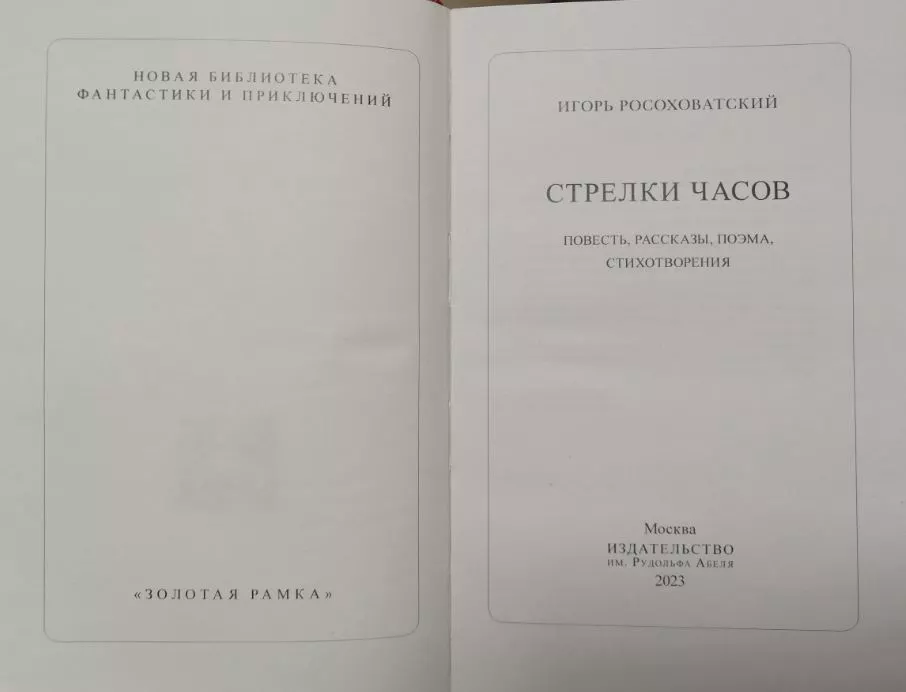 НОВАЯ БИБЛИОТЕКА
ФАНТАСТИКИ И ПРИКЛЮЧЕНИЙ
«ЗОЛОТАЯ РАМКА»
ИГОРЬ РОСОХОВАТСКИЙ
СТРЕЛКИ ЧАСОВ
ПОВЕСТЬ, РАССКАЗЫ, ПОЭМА,
СТИХОТВОРЕНИЯ
Москва
ИЗДАТЕЛЬСТВО
ИМ. РУДОЛЬФА АБЕЛЯ
2023